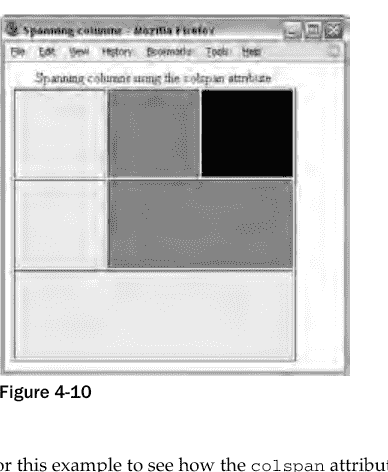 Spanning columns - Mozilla Firefox
File Edit View History Bookmarks Tools Help
Spanning columns using the colspan attribute
Figure 4-10
or this example to see how the colspan attribut